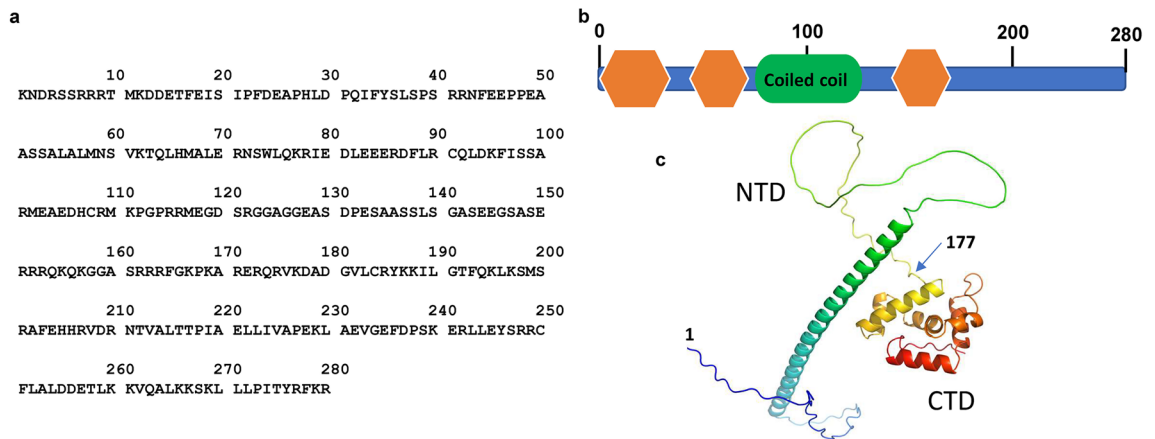 a
10 20 30 40 50
KNDRSSRRRT MKDDETFEIS IPFDEAPHLD PQIFYSLSPS RRNFEEPPEA
60 70 80 90 100
ASSALALMNS VKTQLHMALE RNSWLQKRIE DLEEERDFLR CQLDKFISSA
110 120 130 140 150
RMEAEDHCRM KPGPRRMEGD SRGGAGGEAS DPESAASSLS GASEEGSASE
160 170 180 190 200
RRRQKQKGGA SRRRFGKPKA RERQRVKDAD GVLCRYKKIL GTFQKLKSMS
210 220 230 240 250
RAFEHHRVDR NTVALTTPIA ELLIVAPEKL AEVGEFDPSK ERLLEYSRRC
260 270 280
FLALDDETLK KVQALKKSKL LLPITYRFKR
b
0 100 200 280
Coiled coil
c
NTD
177
1
CTD